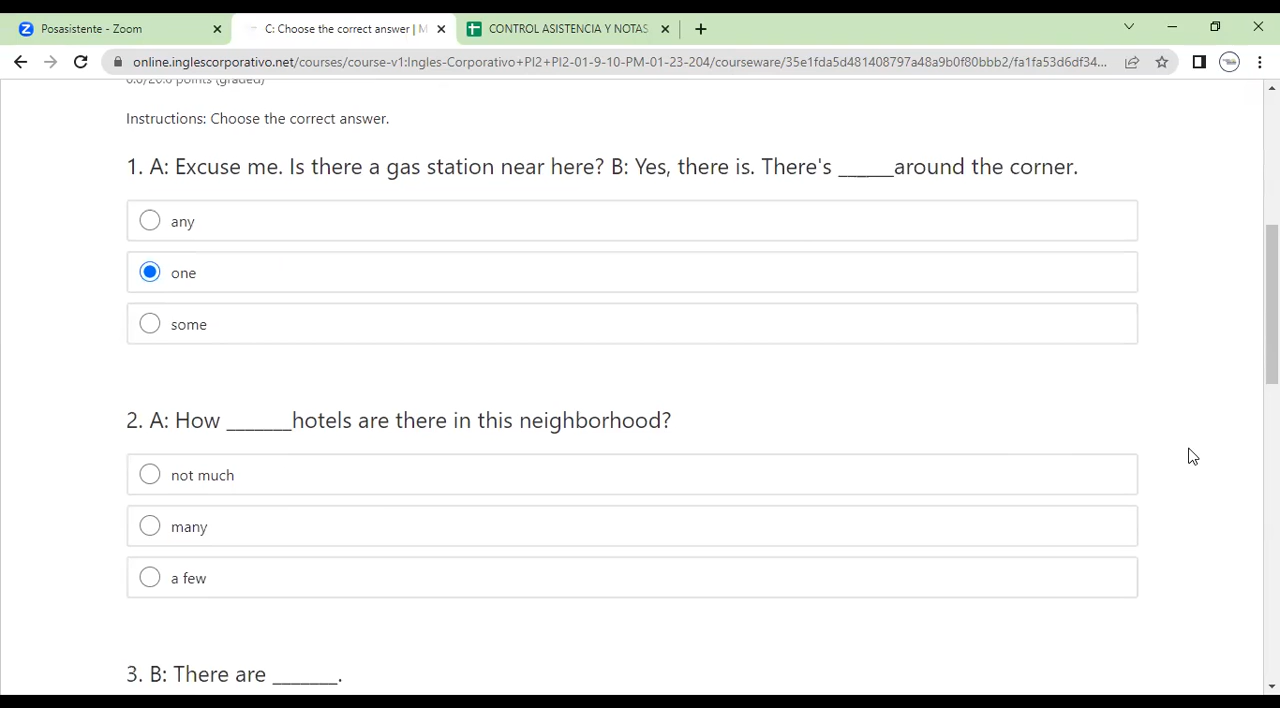 Posasistente - Zoom
C: Choose the correct answer | M
CONTROL ASISTENCIA Y NOTAS
online.inglescorporativo.net/courses/course-v1:Ingles-Corporativo+PI2+PI2-01-9-10-PM-01-23-204/courseware/35e1fda5d481408797a48a9b0f80bbb2/fa1fa53d6df34...
Instructions: Choose the correct answer.
1. A: Excuse me. Is there a gas station near here? B: Yes, there is. There's ______around the corner.
any
one
some
2. A: How _______hotels are there in this neighborhood?
not much
many
a few
3. B: There are _______.